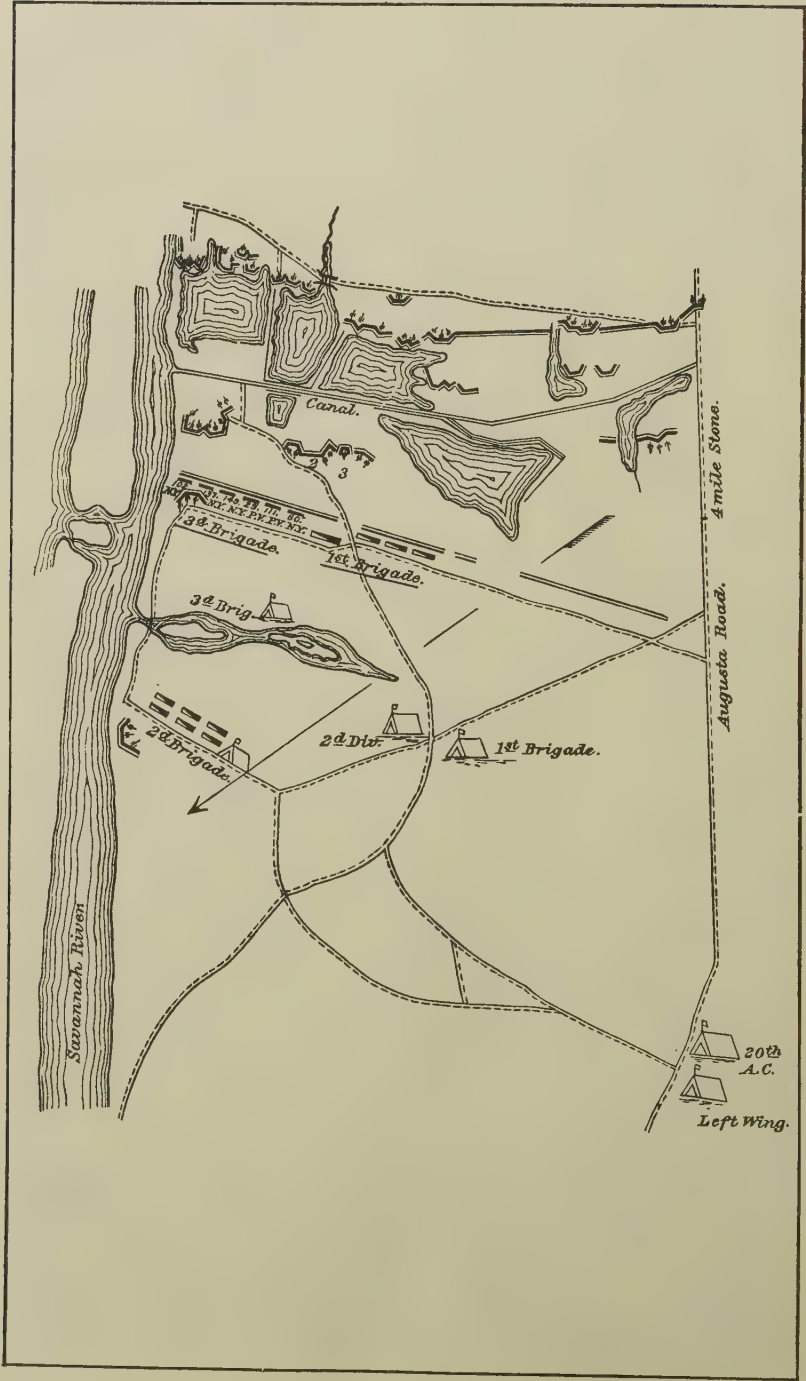 Canal.
2
3
4 mile Stone.
N.Y. N.Y. P.V. P.V. N.Y.
3d Brigade.
1st Brigade.
3d Brig.
Augusta Road.
2d Div.
1st Brigade.
2d Brigade.
Savannah River
20th
A.C.
Left Wing.